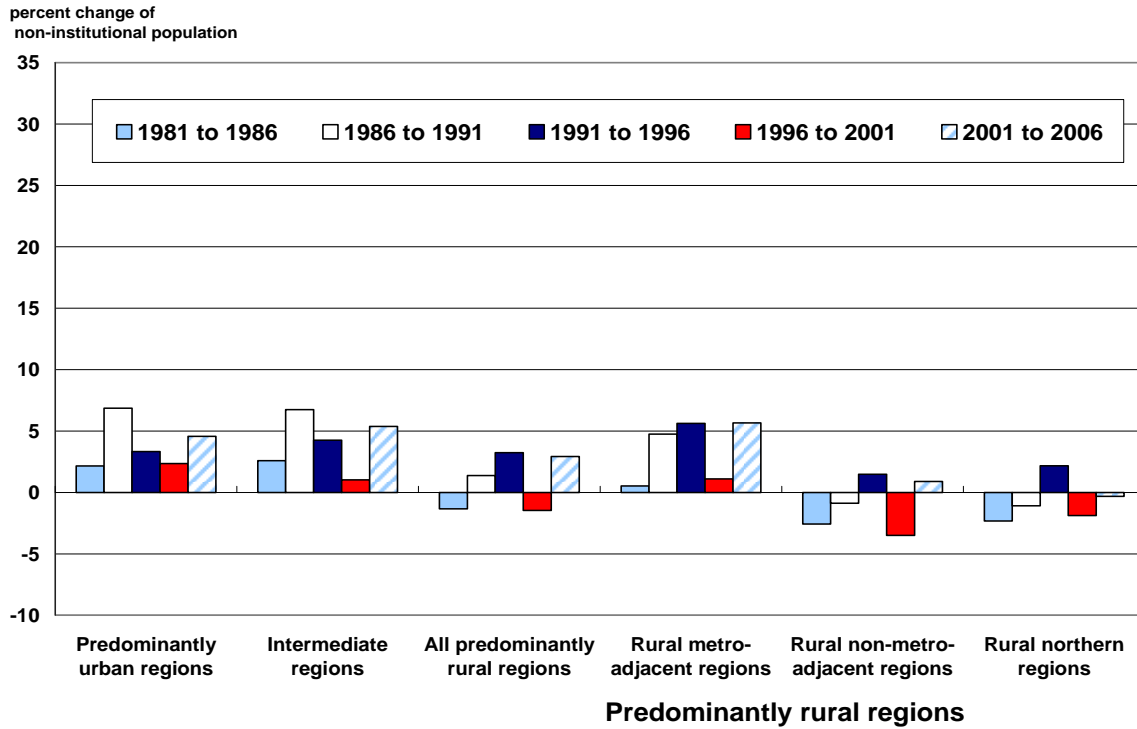 percent change of
non-institutional population
35
30
25
20
15
10
5
0
-5
-10
1981 to 1986 1986 to 1991 1991 to 1996 1996 to 2001 2001 to 2006
Predominantly urban regions
Intermediate regions
All predominantly rural regions
Rural metro-adjacent regions
Rural non-metro-adjacent regions
Rural northern regions
Predominantly rural regions